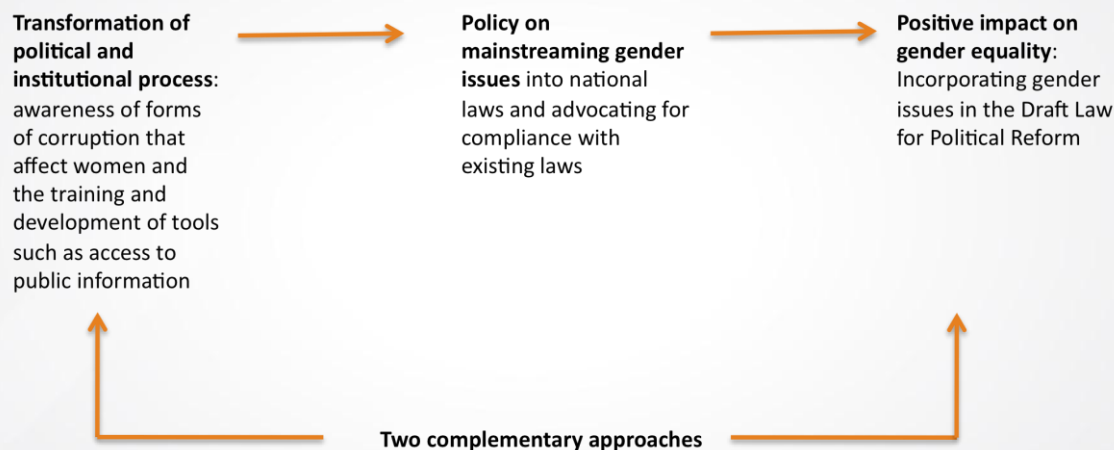 Transformation of
political and
institutional process:
awareness of forms
of corruption that
affect women and
the training and
development of tools
such as access to
public information
Policy on
mainstreaming gender
issues into national
laws and advocating for
compliance with
existing laws
Positive impact on
gender equality:
Incorporating gender
issues in the Draft Law
for Political Reform
Two complementary approaches